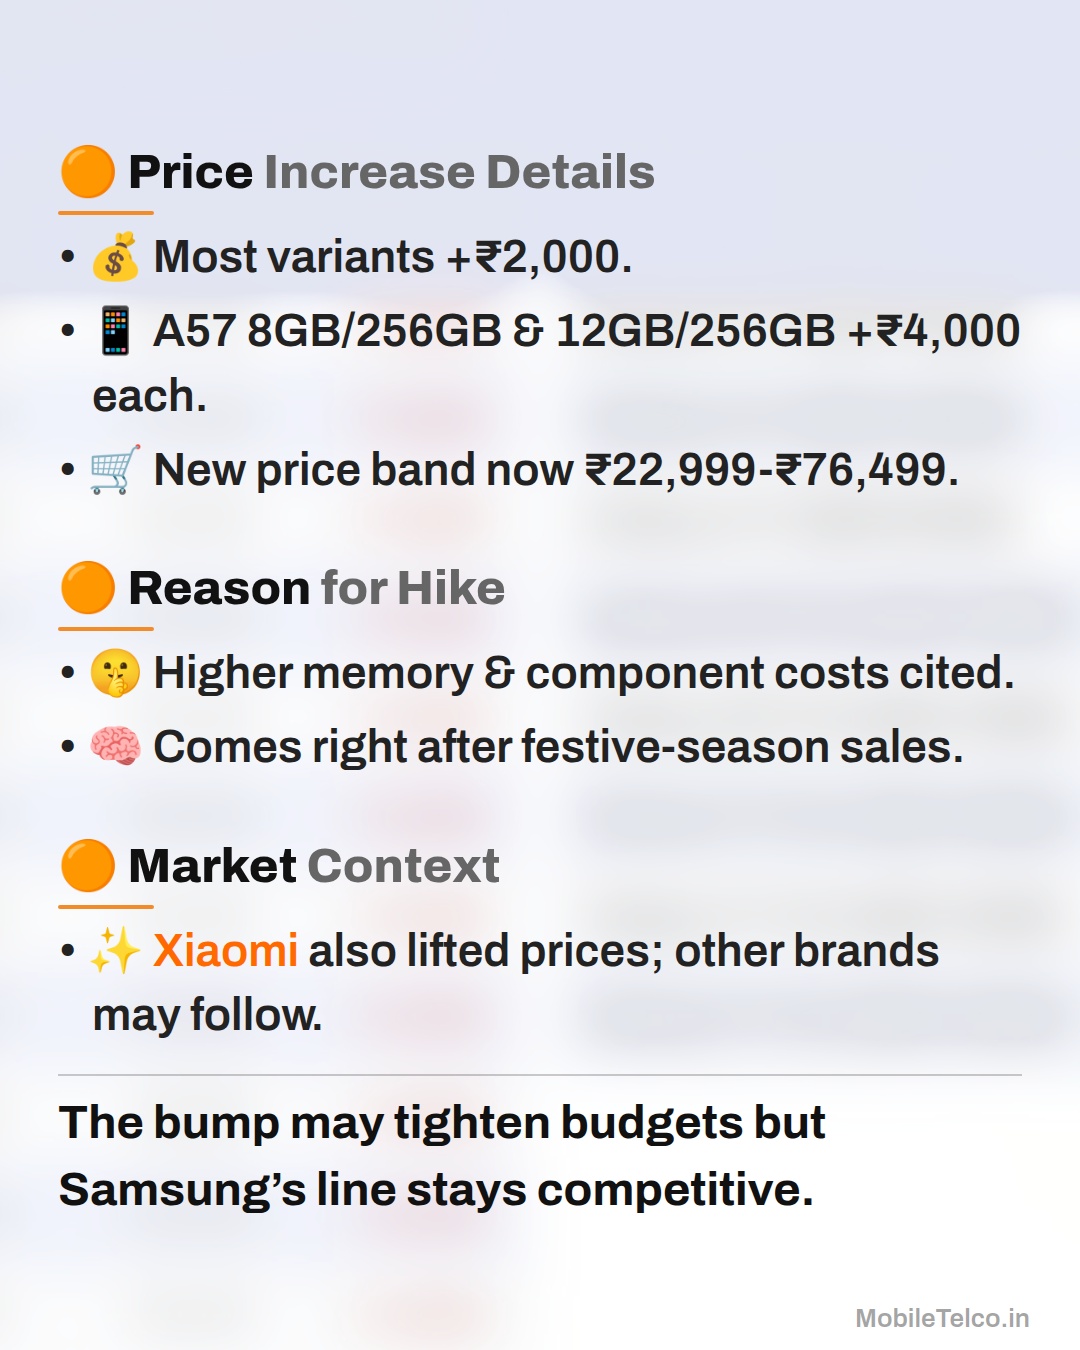 🟠 Price Increase Details
• 💰 Most variants +₹2,000.
• 📱 A57 8GB/256GB & 12GB/256GB +₹4,000
each.
• 🛒 New price band now ₹22,999-₹76,499.
🟠 Reason for Hike
• 🤫 Higher memory & component costs cited.
• 🧠 Comes right after festive-season sales.
🟠 Market Context
• ✨ Xiaomi also lifted prices; other brands
may follow.
The bump may tighten budgets but
Samsung’s line stays competitive.
MobileTelco.in